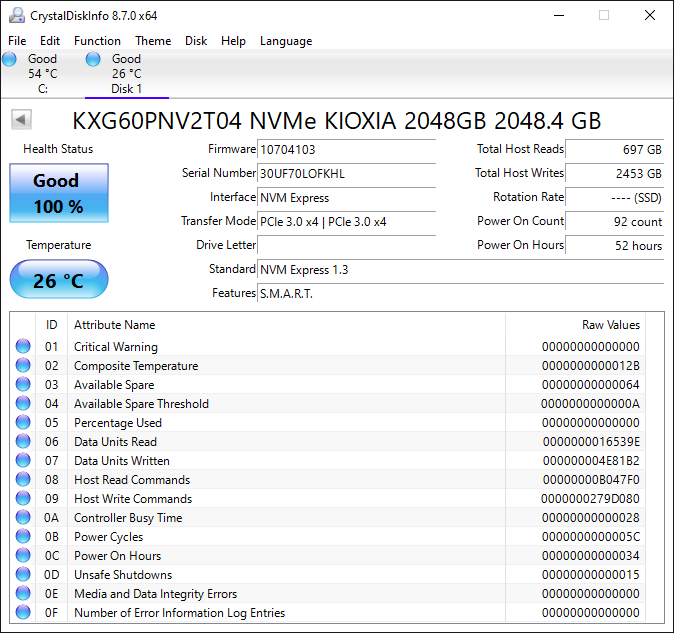 CrystalDiskInfo 8.7.0 x64
File Edit Function Theme Disk Help Language
Good Good
54 °C 26 °C
C: Disk 1
KXG60PNV2T04 NVMe KIOXIA 2048GB 2048.4 GB
Health Status
Good
100 %
Temperature
26 °C
Firmware 10704103
Serial Number 30UF70LOFKHL
Interface NVM Express
Transfer Mode PCIe 3.0 x4 | PCIe 3.0 x4
Drive Letter
Standard NVM Express 1.3
Features S.M.A.R.T.
Total Host Reads 697 GB
Total Host Writes 2453 GB
Rotation Rate ---- (SSD)
Power On Count 92 count
Power On Hours 52 hours
ID Attribute Name Raw Values
01 Critical Warning 00000000000000
02 Composite Temperature 0000000000012B
03 Available Spare 00000000000064
04 Available Spare Threshold 0000000000000A
05 Percentage Used 00000000000000
06 Data Units Read 0000000016539E
07 Data Units Written 000000004E81B2
08 Host Read Commands 00000000B047F0
09 Host Write Commands 0000000279D080
0A Controller Busy Time 00000000000028
0B Power Cycles 0000000000005C
0C Power On Hours 00000000000034
0D Unsafe Shutdowns 00000000000015
0E Media and Data Integrity Errors 00000000000000
0F Number of Error Information Log Entries 00000000000000